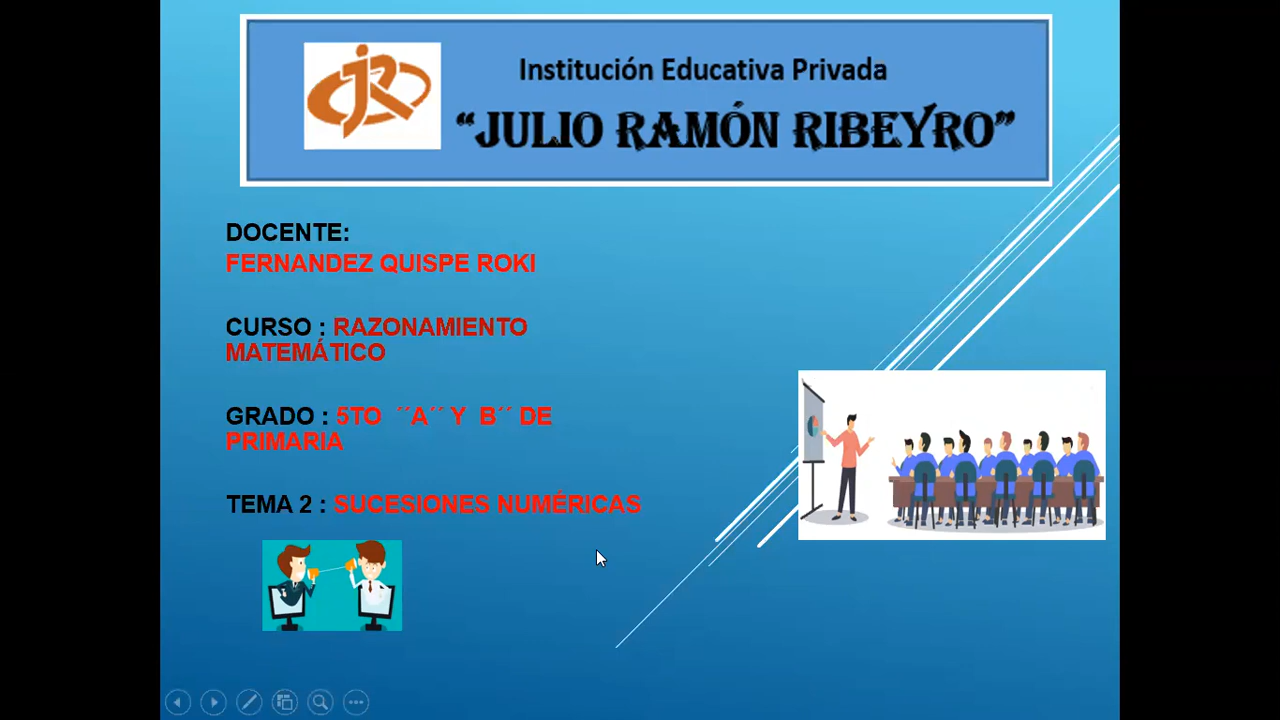 Institución Educativa Privada
“JULIO RAMÓN RIBEYRO”
DOCENTE:
FERNANDEZ QUISPE ROKI
CURSO : RAZONAMIENTO
MATEMÁTICO
GRADO : 5TO ´´A´´ Y B´´ DE
PRIMARIA
TEMA 2 : SUCESIONES NUMÉRICAS